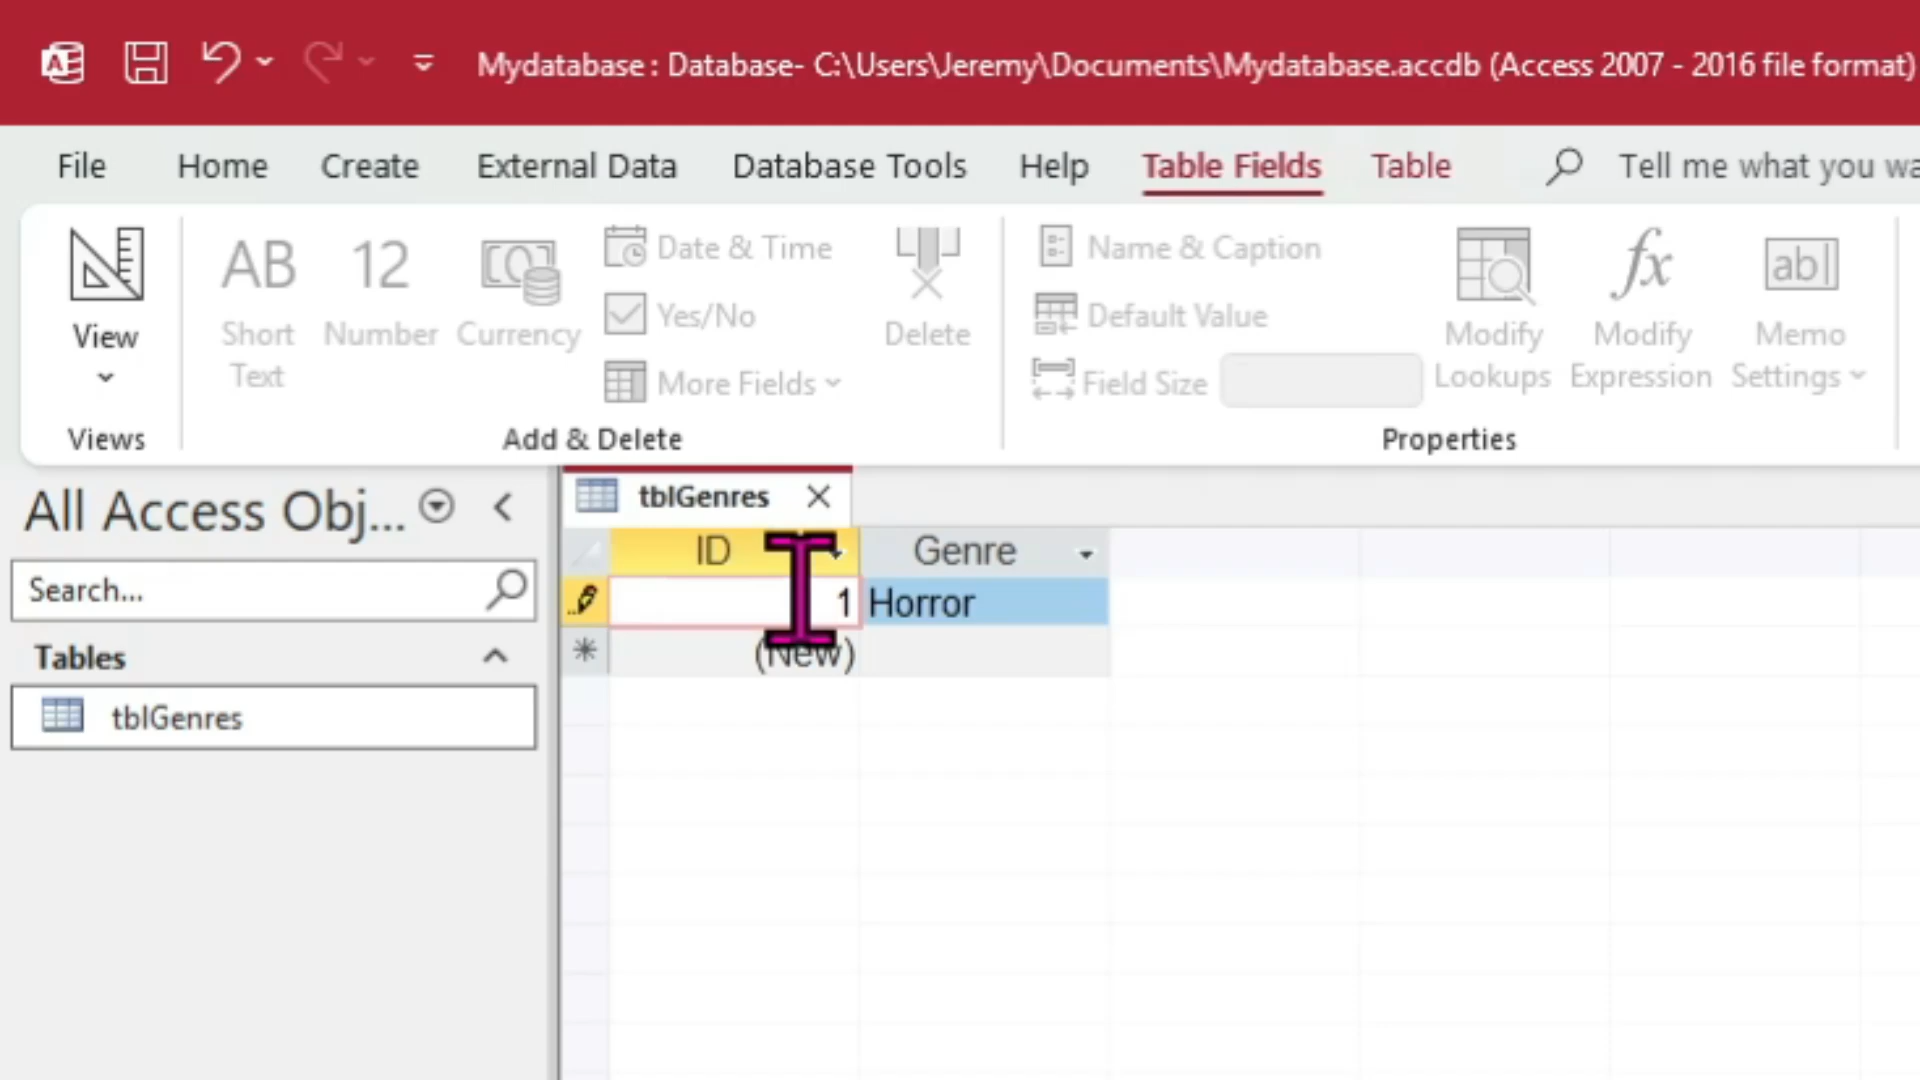 Mydatabase : Database- C:\Users\Jeremy\Documents\Mydatabase.accdb (Access 2007 - 2016 file format)
File Home Create External Data Database Tools Help Table Fields Table Tell me what you
View
Views
AB
Short
Text
12
Number
Currency
Date & Time
Yes/No
More Fields
Delete
Add & Delete
Name & Caption
Default Value
Field Size
Modify
Lookups
fx
Modify
Expression
ab|
Memo
Settings
Properties
All Access Obj...
Search...
Tables
tblGenres
tblGenres
ID Genre
1 Horror
(New)